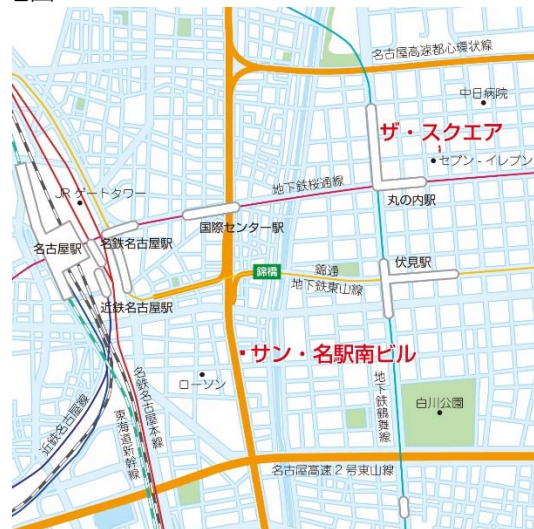 名古屋高速都心環状線
中日病院
ザ・スクエア
セブン-イレブン
地下鉄桜通線
丸の内駅
JRゲートタワー
国際センター駅
名古屋駅
名鉄名古屋駅
伏見駅
錦橋
錦通
地下鉄東山線
近鉄名古屋駅
サン・名駅南ビル
ローソン
名鉄名古屋本線
東海道新幹線
近鉄名古屋線
地下鉄鶴舞線
白川公園
名古屋高速2号東山線